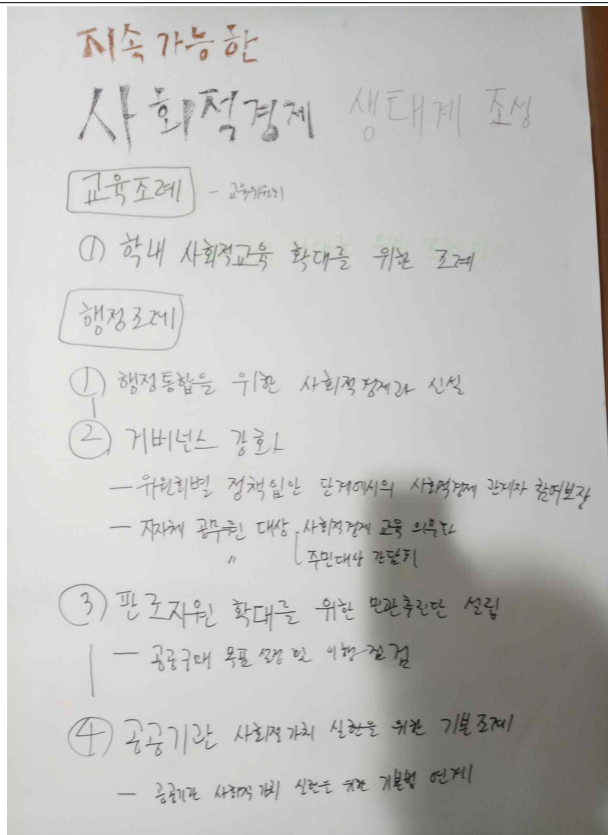 지속가능한
사회적경제 생태계 조성
교육조례 - 교육위원회
① 학내 사회적교육 확대를 위한 조례
행정조례
① 행정통합을 위한 사회적경제과 신설
② 거버넌스 강화
- 위원회별 정책입안 단계에서의 사회적경제 관계자 참여보장
- 지자체 공무원 대상 사회적경제 교육 의무화
〃 주민대상 간담회
③ 판로지원 확대를 위한 민관추진단 설립
- 공공구매 목표 설정 및 이행 점검
④ 공공기관 사회적가치 실현을 위한 기본조례
- 공공기관 사회적 가치 실현을 위한 기본법 연계